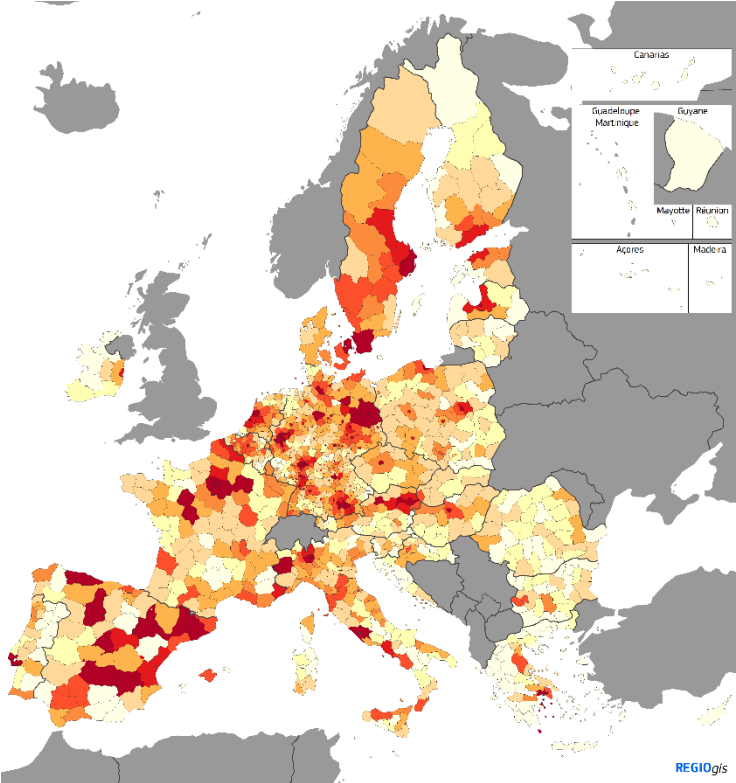 Canarias
Guadeloupe
Martinique
Guyane
Mayotte
Réunion
Açores
Madeira
REGIOgis